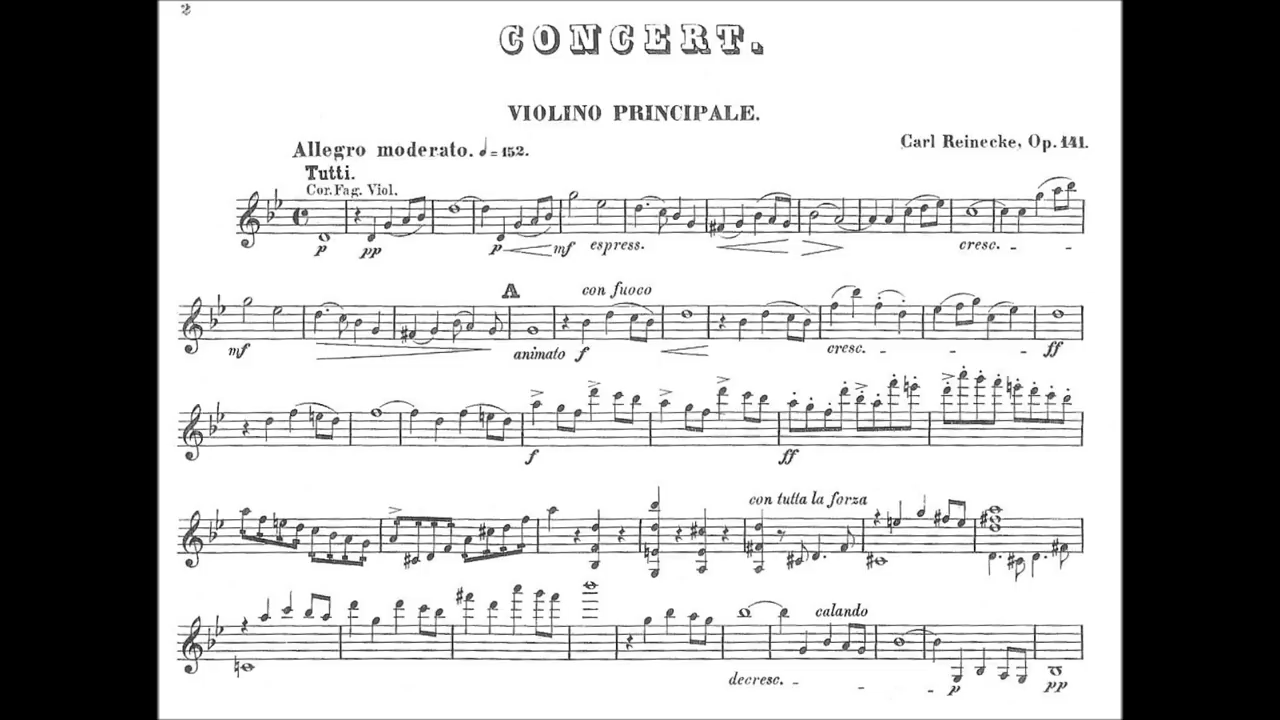 2
CONCERT.
VIOLINO PRINCIPALE.
Carl Reinecke, Op. 141.
Allegro moderato. ♩= 152.
Tutti.
Cor. Fag. Viol.
p pp p mf espress. cresc.
A con fuoco
mf animato f cresc. ff
f ff
con tutta la forza
calando
decresc. p pp